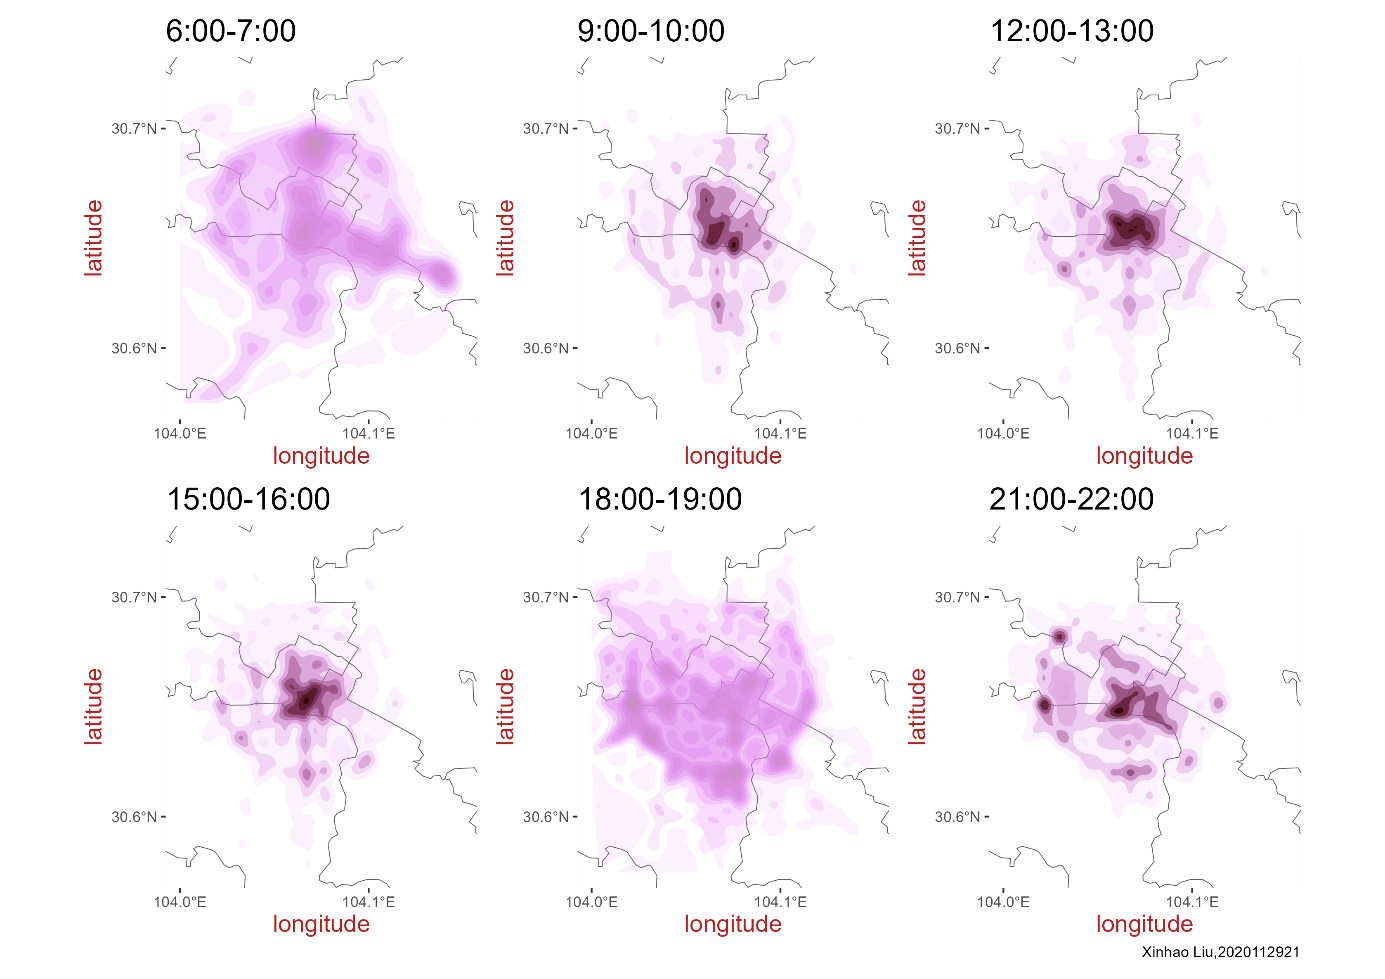 6:00-7:00
9:00-10:00
12:00-13:00
30.7°N
30.6°N
latitude
104.0°E
104.1°E
longitude
30.7°N
30.6°N
latitude
104.0°E
104.1°E
longitude
30.7°N
30.6°N
latitude
104.0°E
104.1°E
longitude
15:00-16:00
18:00-19:00
21:00-22:00
30.7°N
30.6°N
latitude
104.0°E
104.1°E
longitude
30.7°N
30.6°N
latitude
104.0°E
104.1°E
longitude
30.7°N
30.6°N
latitude
104.0°E
104.1°E
longitude
Xinhao Liu,2020112921